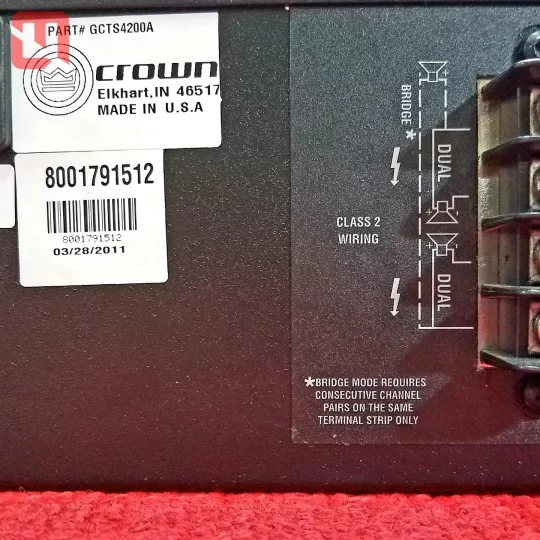 PART# GCTS4200A
crown
Elkhart,IN 46517
MADE IN U.S.A
8001791512
8001791512
03/28/2011
BRIDGE *
DUAL
CLASS 2
WIRING
DUAL
*BRIDGE MODE REQUIRES
CONSECUTIVE CHANNEL
PAIRS ON THE SAME
TERMINAL STRIP ONLY